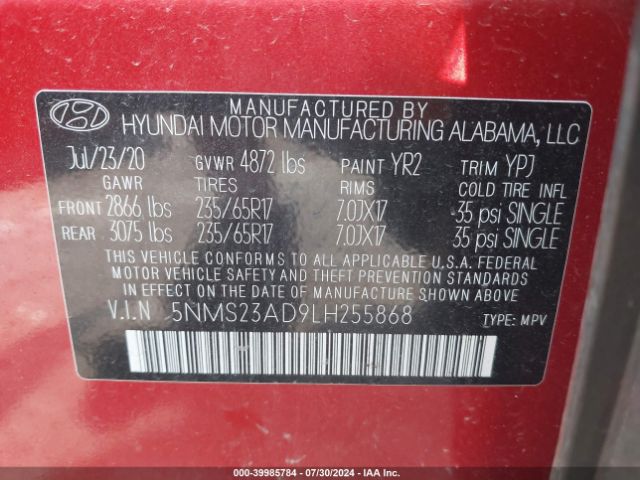 MANUFACTURED BY
HYUNDAI MOTOR MANUFACTURING ALABAMA, LLC
Jul/23/20 GVWR 4872 lbs PAINT YR2 TRIM YPJ
GAWR TIRES RIMS COLD TIRE INFL
FRONT 2866 lbs 235/65R17 7.0JX17 35 psi SINGLE
REAR 3075 lbs 235/65R17 7.0JX17 35 psi SINGLE
THIS VEHICLE CONFORMS TO ALL APPLICABLE U.S.A. FEDERAL
MOTOR VEHICLE SAFETY AND THEFT PREVENTION STANDARDS
IN EFFECT ON THE DATE OF MANUFACTURE SHOWN ABOVE.
V.I.N 5NMS23AD9LH255868 TYPE: MPV
000-39985784 - 07/30/2024 - IAA Inc.